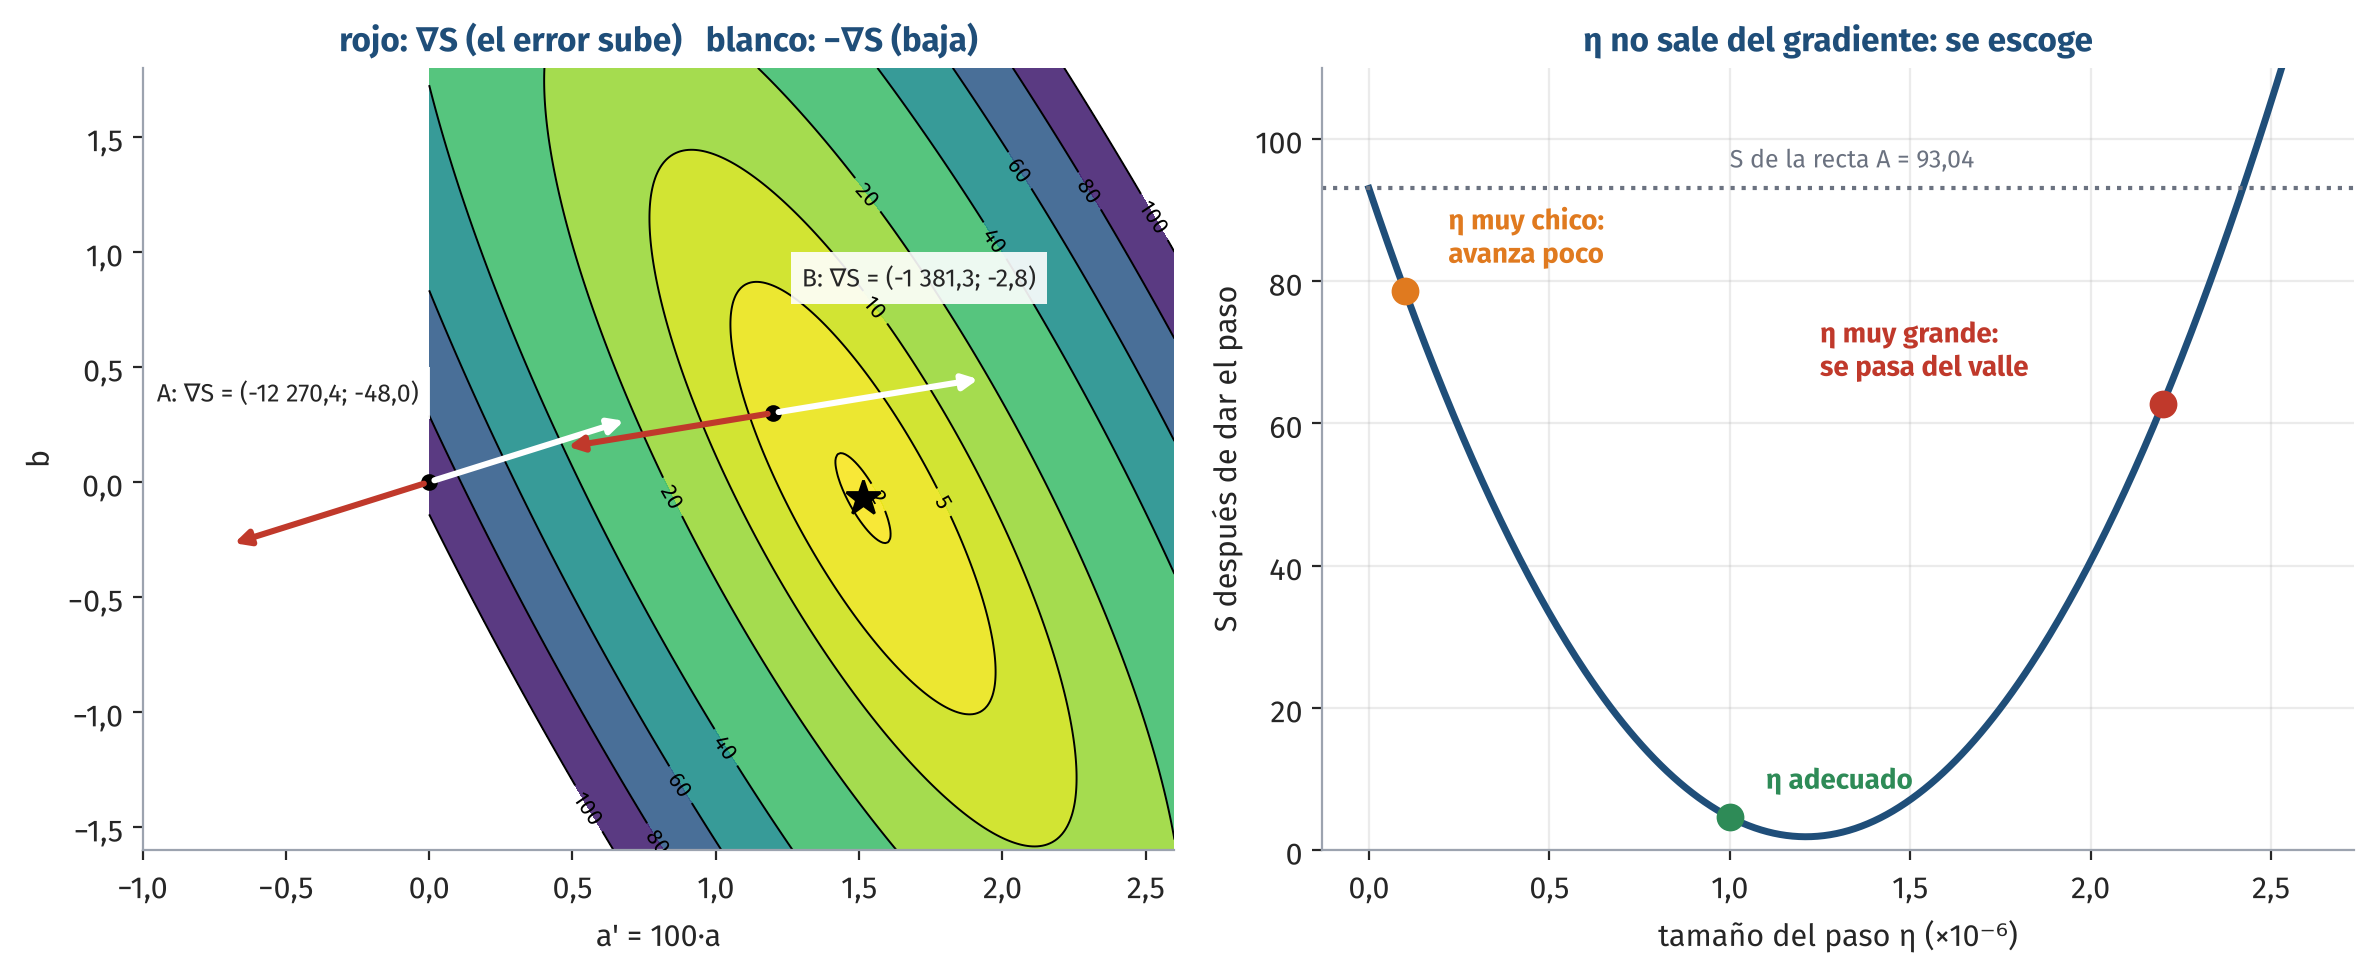 rojo: ∇S (el error sube)   blanco: −∇S (baja)
b
1,5
1,0
0,5
0,0
−0,5
−1,0
−1,5
−1,0
−0,5
0,0
0,5
1,0
1,5
2,0
2,5
a' = 100·a
A: ∇S = (-12 270,4; -48,0)
B: ∇S = (-1 381,3; -2,8)
20
40
60
80
100
10
5
2
20
40
60
80
100
η no sale del gradiente: se escoge
S después de dar el paso
100
80
60
40
20
0
0,0
0,5
1,0
1,5
2,0
2,5
tamaño del paso η (×10⁻⁶)
S de la recta A = 93,04
η muy chico:
avanza poco
η muy grande:
se pasa del valle
η adecuado